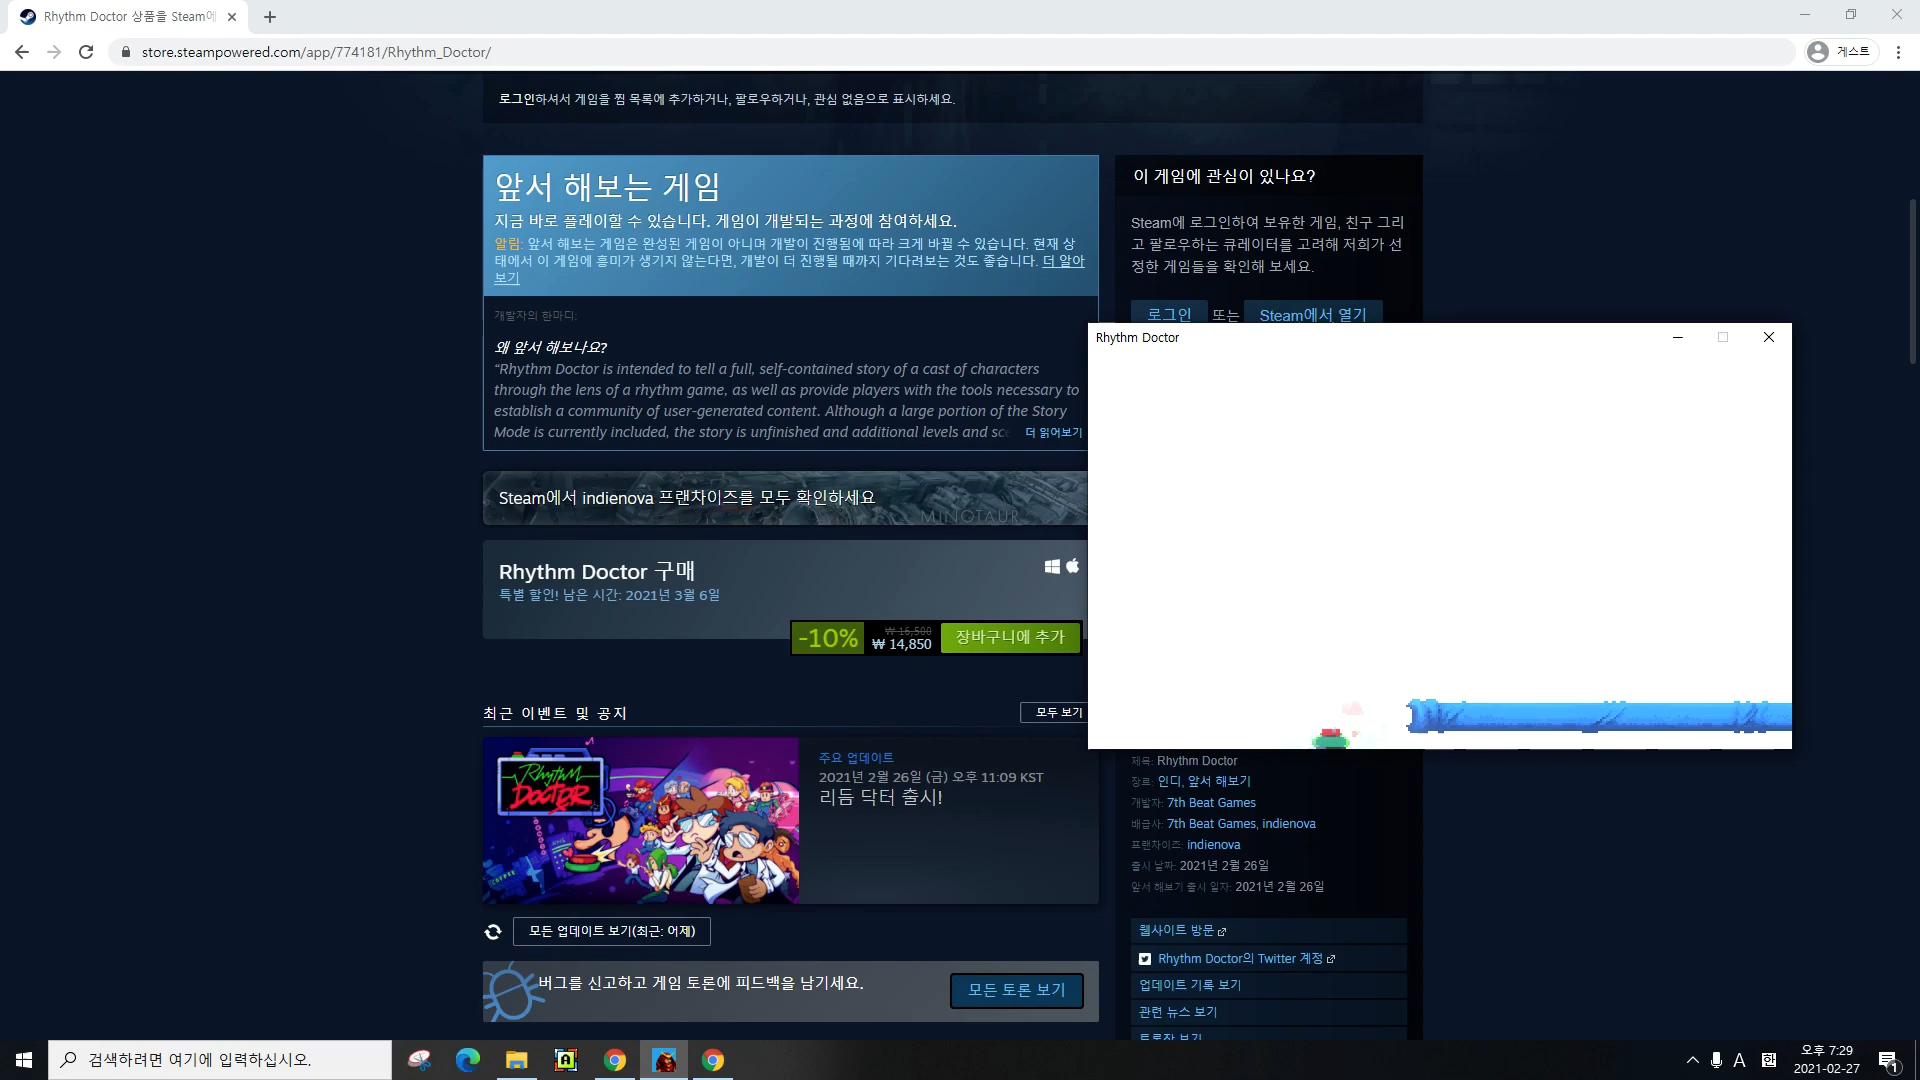 Rhythm Doctor 상품을 Steam에
store.steampowered.com/app/774181/Rhythm_Doctor/
게스트
로그인하셔서 게임을 찜 목록에 추가하거나, 팔로우하거나, 관심 없음으로 표시하세요.
앞서 해보는 게임
지금 바로 플레이할 수 있습니다. 게임이 개발되는 과정에 참여하세요.
알림: 앞서 해보는 게임은 완성된 게임이 아니며 개발이 진행됨에 따라 크게 바뀔 수 있습니다. 현재 상
태에서 이 게임에 흥미가 생기지 않는다면, 개발이 더 진행될 때까지 기다려보는 것도 좋습니다. 더 알아
보기
개발자의 한마디:
왜 앞서 해보나요?
“Rhythm Doctor is intended to tell a full, self-contained story of a cast of characters
through the lens of a rhythm game, as well as provide players with the tools necessary to
establish a community of user-generated content. Although a large portion of the Story
Mode is currently included, the story is unfinished and additional levels and sce
더 읽어보기
Steam에서 indienova 프랜차이즈를 모두 확인하세요
MINOTAUR
Rhythm Doctor 구매
특별 할인! 남은 시간: 2021년 3월 6일
-10%
₩ 16,500
₩ 14,850
장바구니에 추가
최근 이벤트 및 공지
모두 보기
Rhythm
Doctor
COFFEE
주요 업데이트
2021년 2월 26일 (금) 오후 11:09 KST
리듬 닥터 출시!
모든 업데이트 보기(최근: 어제)
버그를 신고하고 게임 토론에 피드백을 남기세요.
모든 토론 보기
이 게임에 관심이 있나요?
Steam에 로그인하여 보유한 게임, 친구 그리
고 팔로우하는 큐레이터를 고려해 저희가 선
정한 게임들을 확인해 보세요.
로그인 또는 Steam에서 열기
Rhythm Doctor
제목: Rhythm Doctor
장르: 인디, 앞서 해보기
개발자: 7th Beat Games
배급사: 7th Beat Games, indienova
프랜차이즈: indienova
출시 날짜: 2021년 2월 26일
앞서 해보기 출시 일자: 2021년 2월 26일
웹사이트 방문
Rhythm Doctor의 Twitter 계정
업데이트 기록 보기
관련 뉴스 보기
토론장 보기
검색하려면 여기에 입력하십시오.
A
A
한
오후 7:29
2021-02-27
1